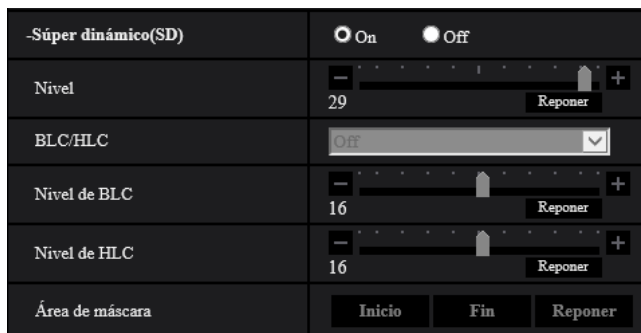 -Súper dinámico(SD) On Off
Nivel - +
29 Reponer
BLC/HLC Off
Nivel de BLC - +
16 Reponer
Nivel de HLC - +
16 Reponer
Área de máscara Inicio Fin Reponer